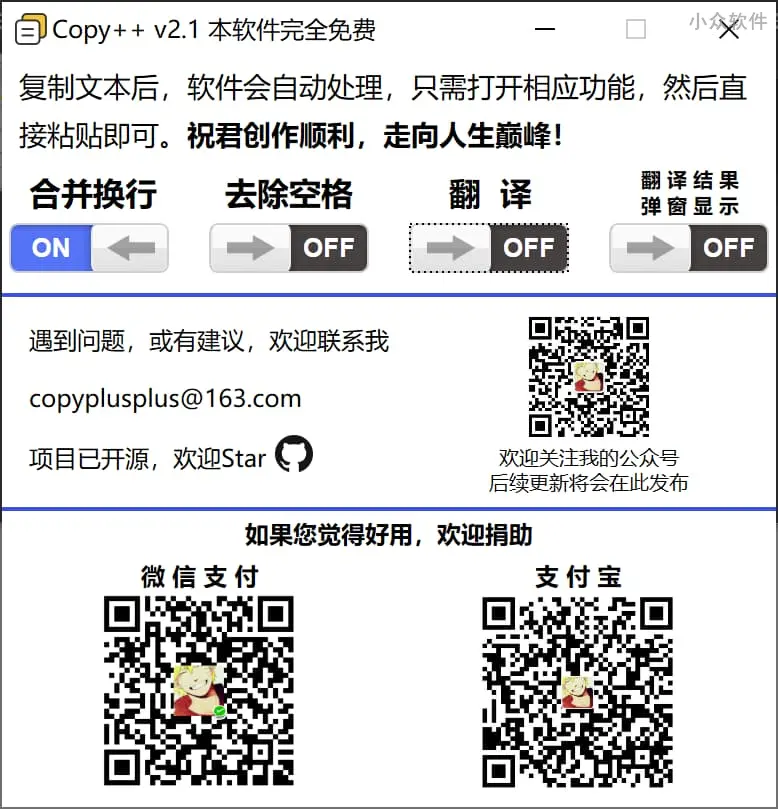 Copy++ v2.1 本软件完全免费
小众软件
复制文本后，软件会自动处理，只需打开相应功能，然后直
接粘贴即可。祝君创作顺利，走向人生巅峰！
合并换行
去除空格
翻 译
翻 译 结 果
弹 窗 显 示
ON
OFF
OFF
OFF
遇到问题，或有建议，欢迎联系我
copyplusplus@163.com
项目已开源，欢迎Star
欢迎关注我的公众号
后续更新将会在此发布
如果您觉得好用，欢迎捐助
微 信 支 付
支 付 宝